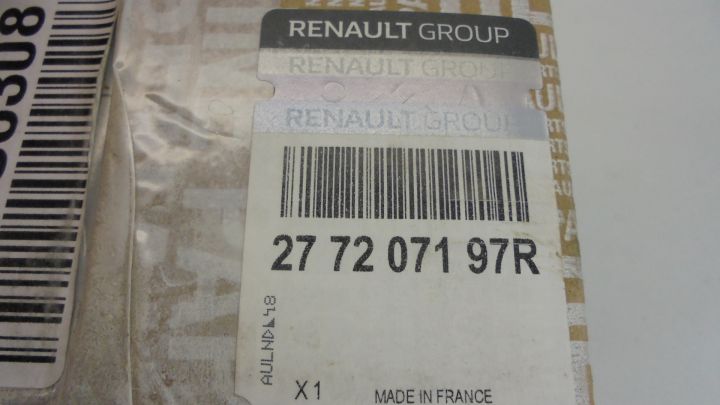 RENAULT GROUP
RENAULT GROUP
RENAULT GROUP
27 72 071 97R
X1
MADE IN FRANCE